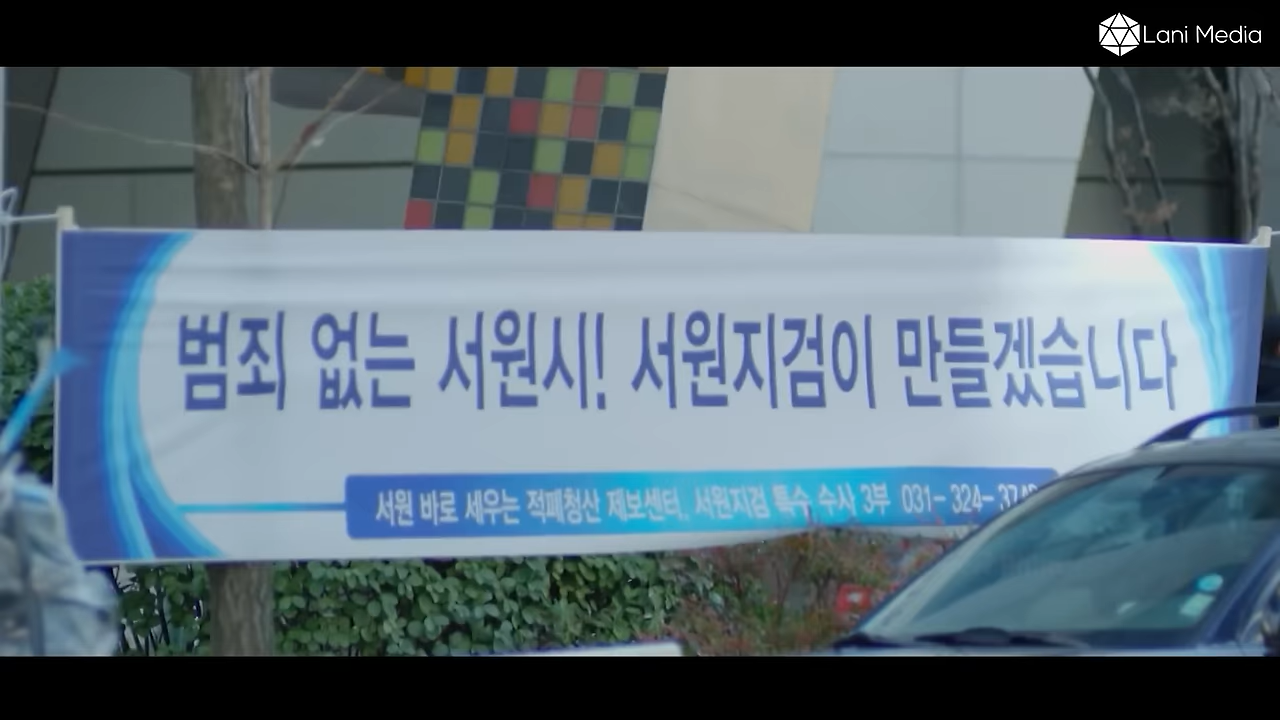 Lani Media
범죄 없는 서원시! 서원지검이 만들겠습니다
서원 바로 세우는 적폐청산 제보센터. 서원지검 특수 수사 3부 031-324-